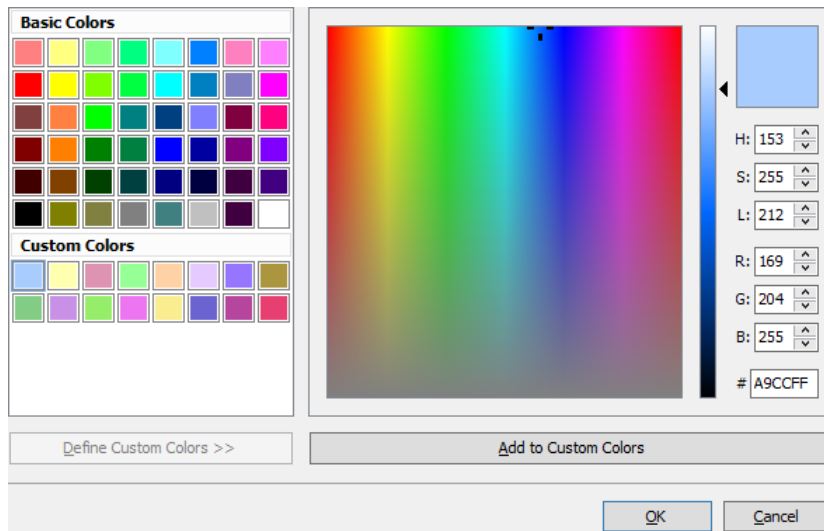 Basic Colors
Custom Colors
H: 153
S: 255
L: 212
R: 169
G: 204
B: 255
# A9CCFF
Define Custom Colors >>
Add to Custom Colors
OK
Cancel